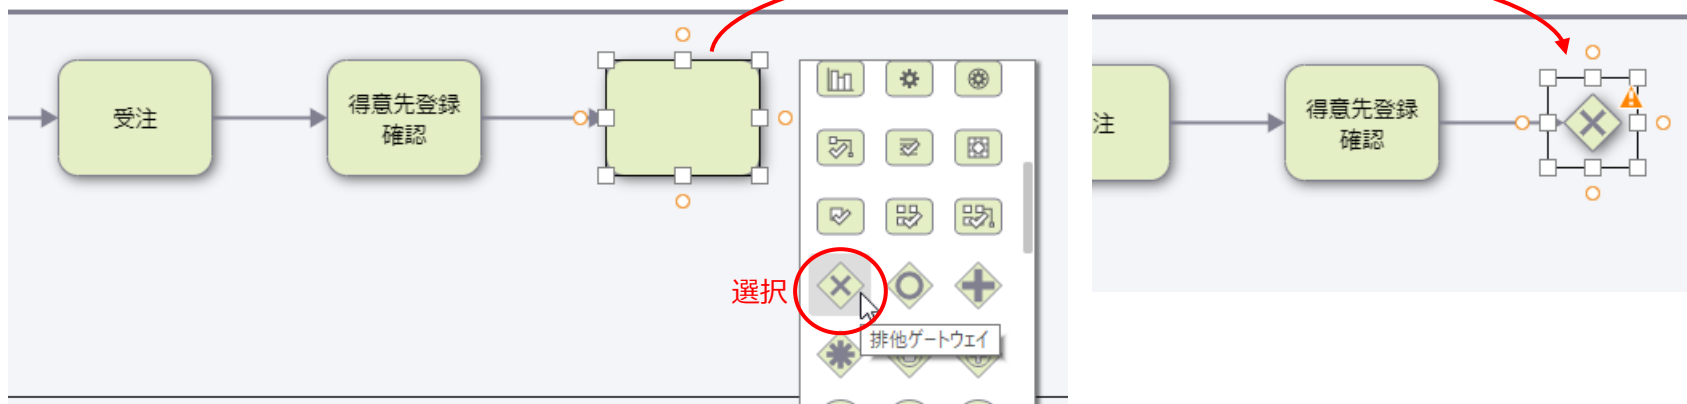 受注
得意先登録
確認
選択
排他ゲートウェイ
注
得意先登録
確認